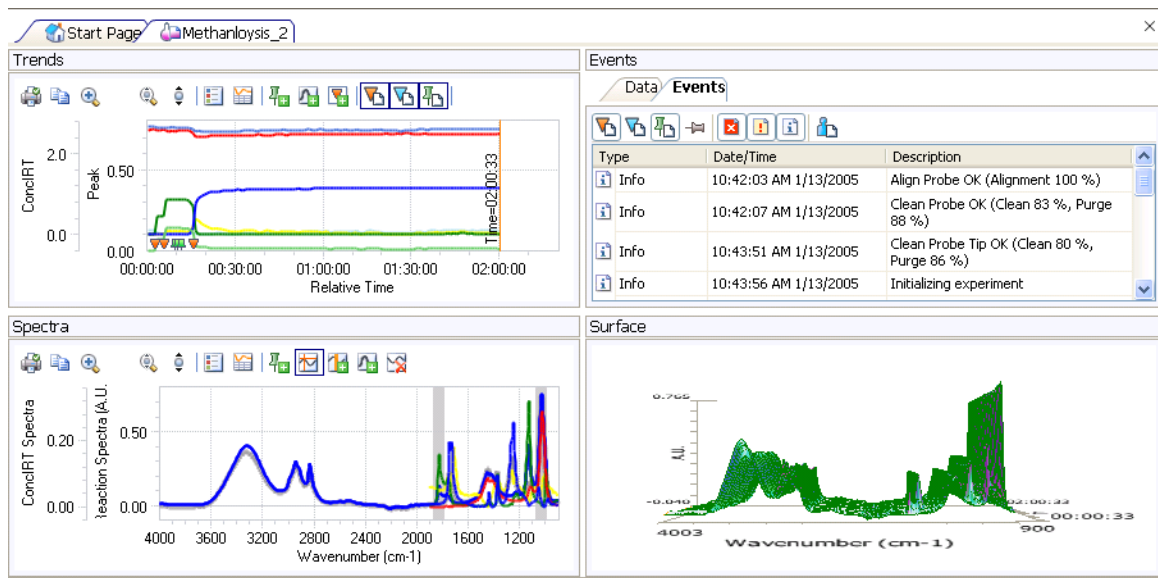 Start Page Methanloysis_2
Trends
ConcIRT
2.0
0.0
Peak
0.50
0.00
Time=02:00:33
00:00:00 00:30:00 01:00:00 01:30:00 02:00:00
Relative Time
Events
Data Events
Type Date/Time Description
Info 10:42:03 AM 1/13/2005 Align Probe OK (Alignment 100 %)
Info 10:42:07 AM 1/13/2005 Clean Probe OK (Clean 83 %, Purge
88 %)
Info 10:43:51 AM 1/13/2005 Clean Probe Tip OK (Clean 80 %,
Purge 86 %)
Info 10:43:56 AM 1/13/2005 Initializing experiment
Spectra
ConcIRT Spectra
0.20
0.00
Reaction Spectra (A.U.
0.50
0.00
4000 3600 3200 2800 2400 2000 1600 1200
Wavenumber (cm-1)
Surface
0.765
A.U.
-0.040
02:00:33
00:00:33
4003
900
Wavenumber (cm-1)